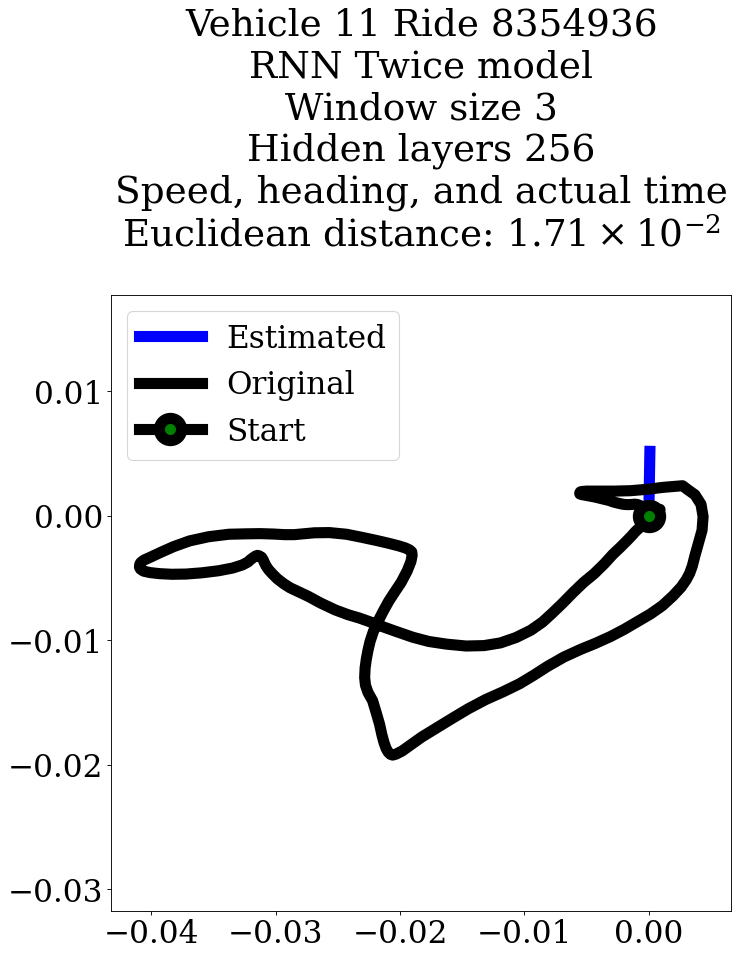 Vehicle 11 Ride 8354936
RNN Twice model
Window size 3
Hidden layers 256
Speed, heading, and actual time
Euclidean distance: 1.71 × 10⁻²
Estimated
Original
Start
0.01
0.00
−0.01
−0.02
−0.03
−0.04 −0.03 −0.02 −0.01 0.00